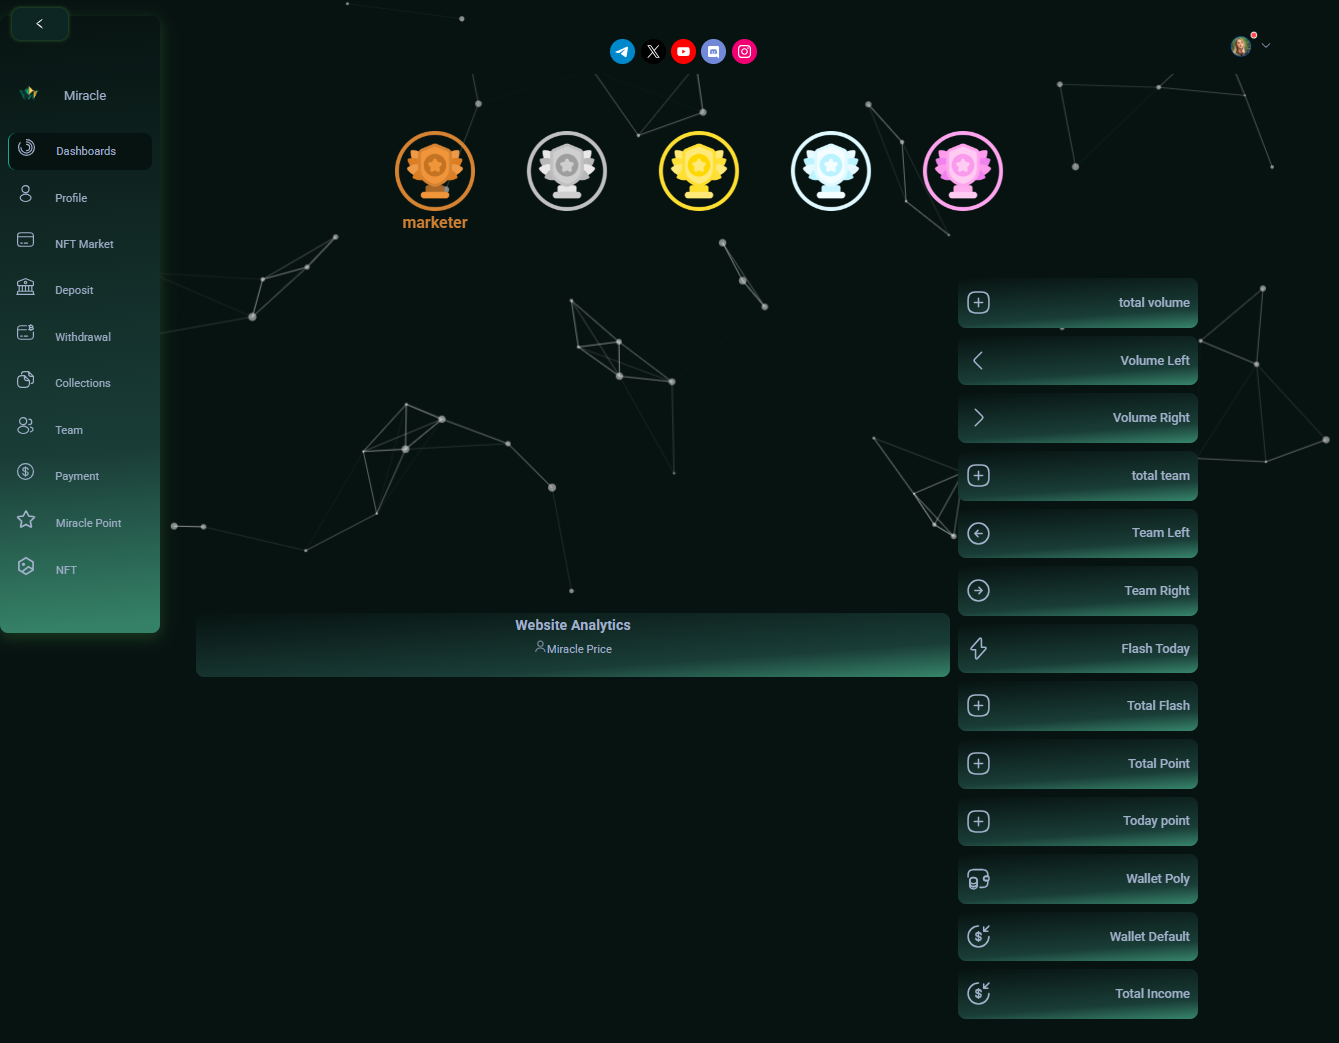 Miracle
Dashboards
Profile
NFT Market
Deposit
Withdrawal
Collections
Team
Payment
Miracle Point
NFT
marketer
Website Analytics
Miracle Price
total volume
Volume Left
Volume Right
total team
Team Left
Team Right
Flash Today
Total Flash
Total Point
Today point
Wallet Poly
Wallet Default
Total Income